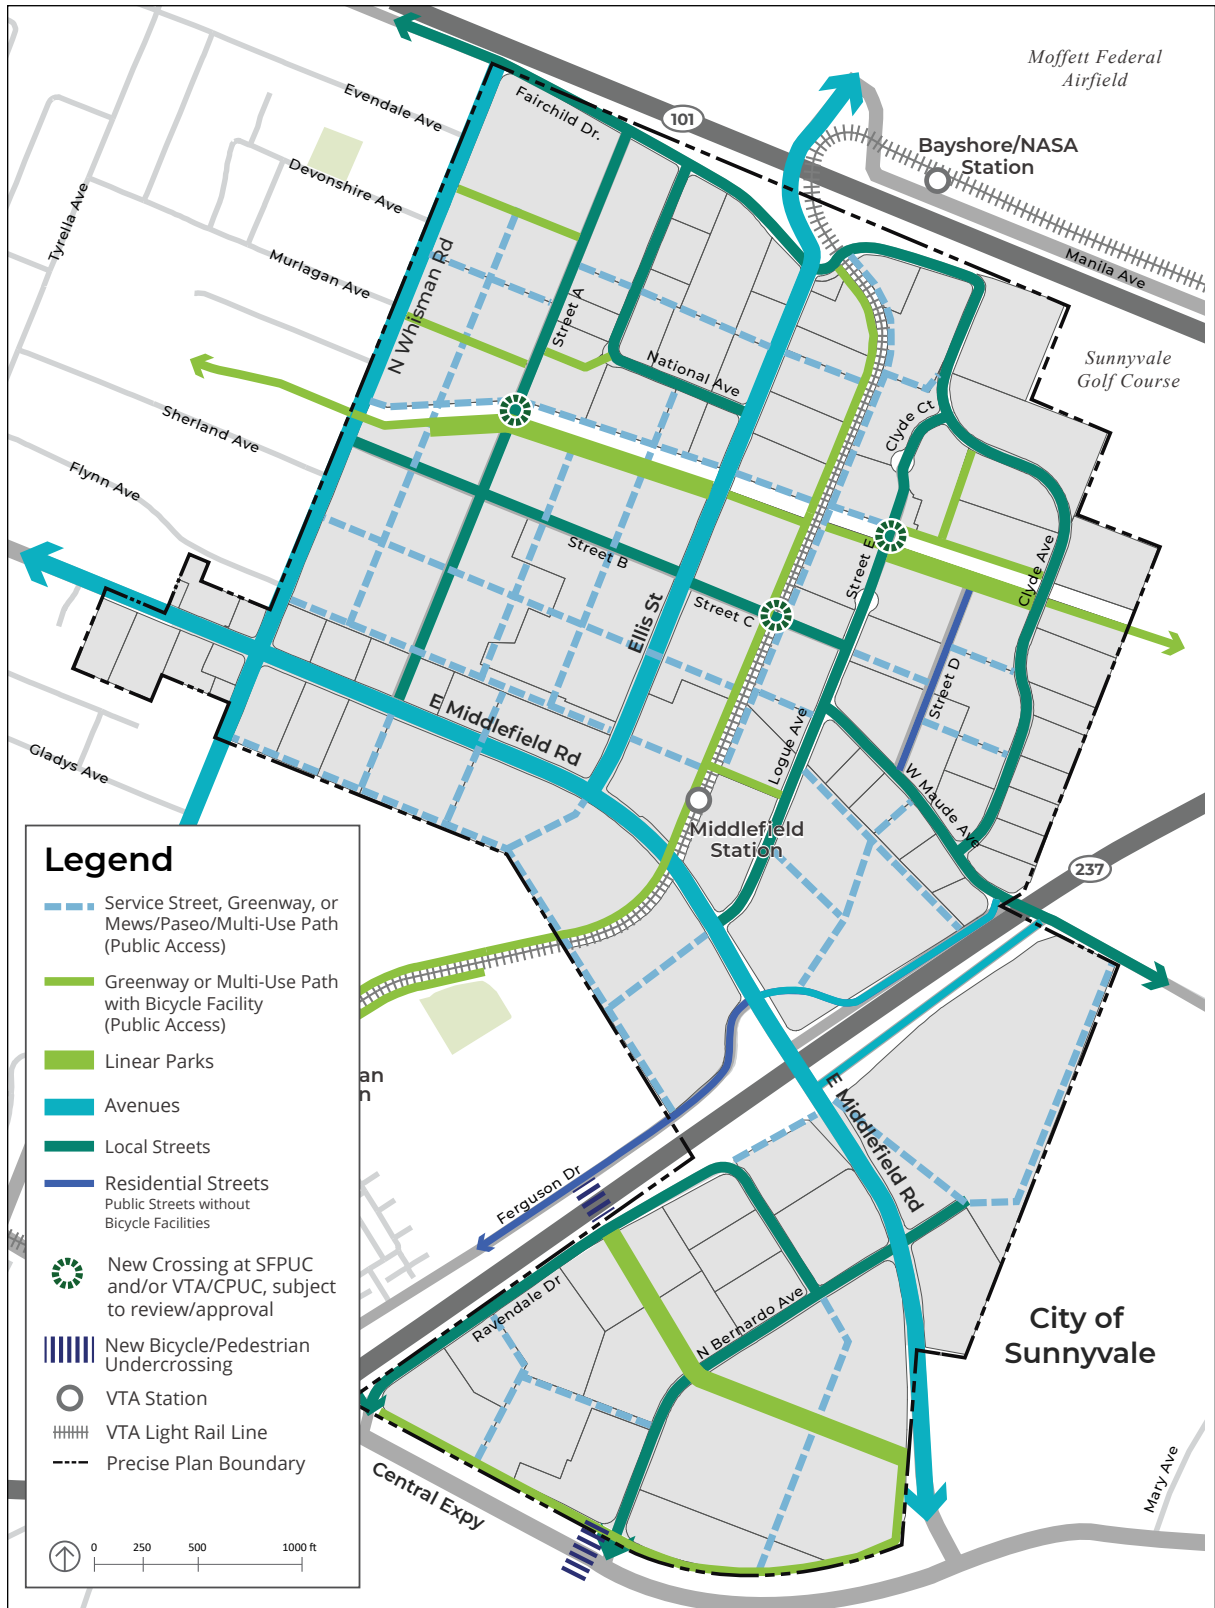 Moffett Federal
Airfield
Evendale Ave
Fairchild Dr.
101
Bayshore/NASA
Station
Devonshire Ave
Tyrella Ave
Murlagan Ave
N Whisman Rd
Manila Ave
Street A
National Ave
Sunnyvale
Golf Course
Sherland Ave
Clyde Ct
Flynn Ave
Street B
Street E
Clyde Ave
Street C
Ellis St
Street D
E Middlefield Rd
Logue Ave
Gladys Ave
W Maude Ave
Middlefield
Station
237
an
n
E Middlefield Rd
Ferguson Dr
Ravendale Dr
N Bernardo Ave
City of
Sunnyvale
Central Expy
Mary Ave
Legend
Service Street, Greenway, or
Mews/Paseo/Multi-Use Path
(Public Access)
Greenway or Multi-Use Path
with Bicycle Facility
(Public Access)
Linear Parks
Avenues
Local Streets
Residential Streets
Public Streets without
Bicycle Facilities
New Crossing at SFPUC
and/or VTA/CPUC, subject
to review/approval
New Bicycle/Pedestrian
Undercrossing
VTA Station
VTA Light Rail Line
Precise Plan Boundary
0 250 500 1000 ft